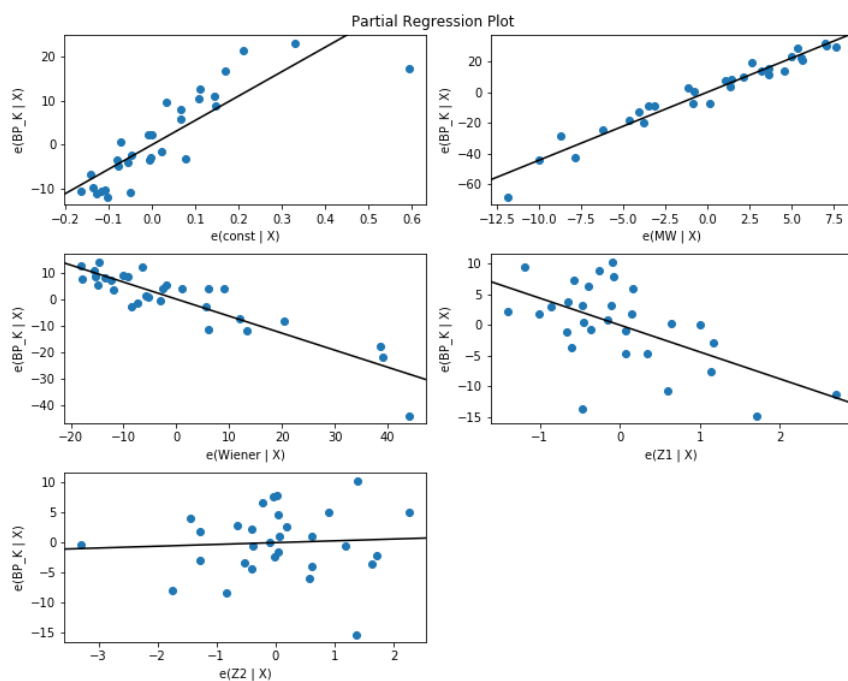 Partial Regression Plot
e(BP_K | X)
20
10
0
−10
−0.2 −0.1 0.0 0.1 0.2 0.3 0.4 0.5 0.6
e(const | X)
e(BP_K | X)
20
0
−20
−40
−60
−12.5 −10.0 −7.5 −5.0 −2.5 0.0 2.5 5.0 7.5
e(MW | X)
e(BP_K | X)
10
0
−10
−20
−30
−40
−20 −10 0 10 20 30 40
e(Wiener | X)
e(BP_K | X)
10
5
0
−5
−10
−15
−1 0 1 2
e(Z1 | X)
e(BP_K | X)
10
5
0
−5
−10
−15
−3 −2 −1 0 1 2
e(Z2 | X)